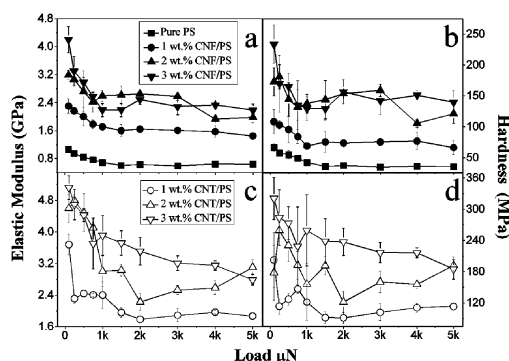 Pure PS
1 wt.% CNF/PS
2 wt.% CNF/PS
3 wt.% CNF/PS
a
b
4.8
4.0
3.2
2.4
1.6
0.8
250
200
150
100
50
1 wt.% CNT/PS
2 wt.% CNT/PS
3 wt.% CNT/PS
c
d
4.8
4.0
3.2
2.4
1.6
360
300
240
180
120
Elastic Modulus (GPa)
Hardness (MPa)
0 1k 2k 3k 4k 5k
0 1k 2k 3k 4k 5k
Load µN